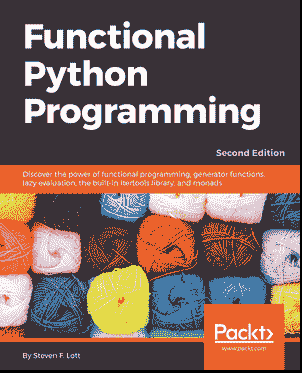 Functional
Python
Programming
Second Edition
Discover the power of functional programming, generator functions,
lazy evaluation, the built-in itertools library, and monads
Packt>
www.packt.com
By Steven F. Lott